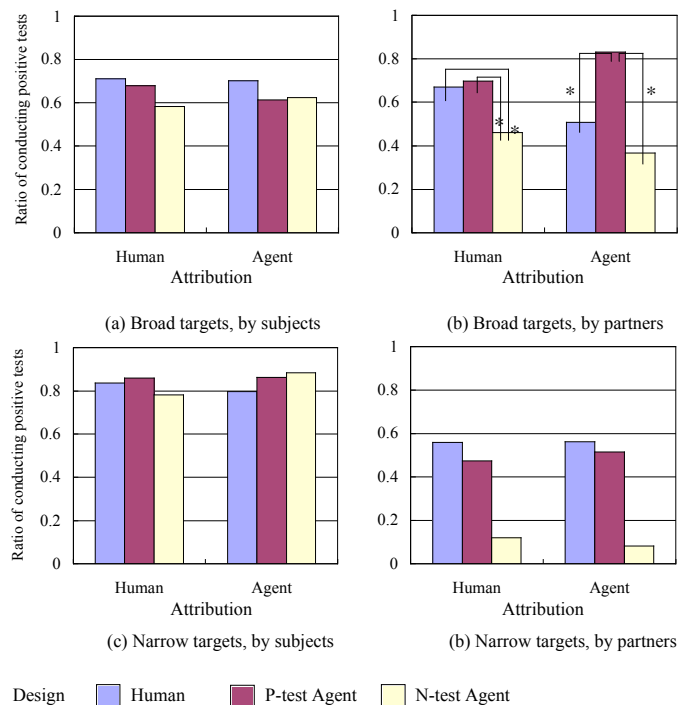 Ratio of conducting positive tests
1
0.8
0.6
0.4
0.2
0
Human Agent
Attribution
(a) Broad targets, by subjects
1
0.8
0.6
0.4
0.2
0
* * * *
Human Agent
Attribution
(b) Broad targets, by partners
Ratio of conducting positive tests
1
0.8
0.6
0.4
0.2
0
Human Agent
Attribution
(c) Narrow targets, by subjects
1
0.8
0.6
0.4
0.2
0
Human Agent
Attribution
(b) Narrow targets, by partners
Design Human P-test Agent N-test Agent